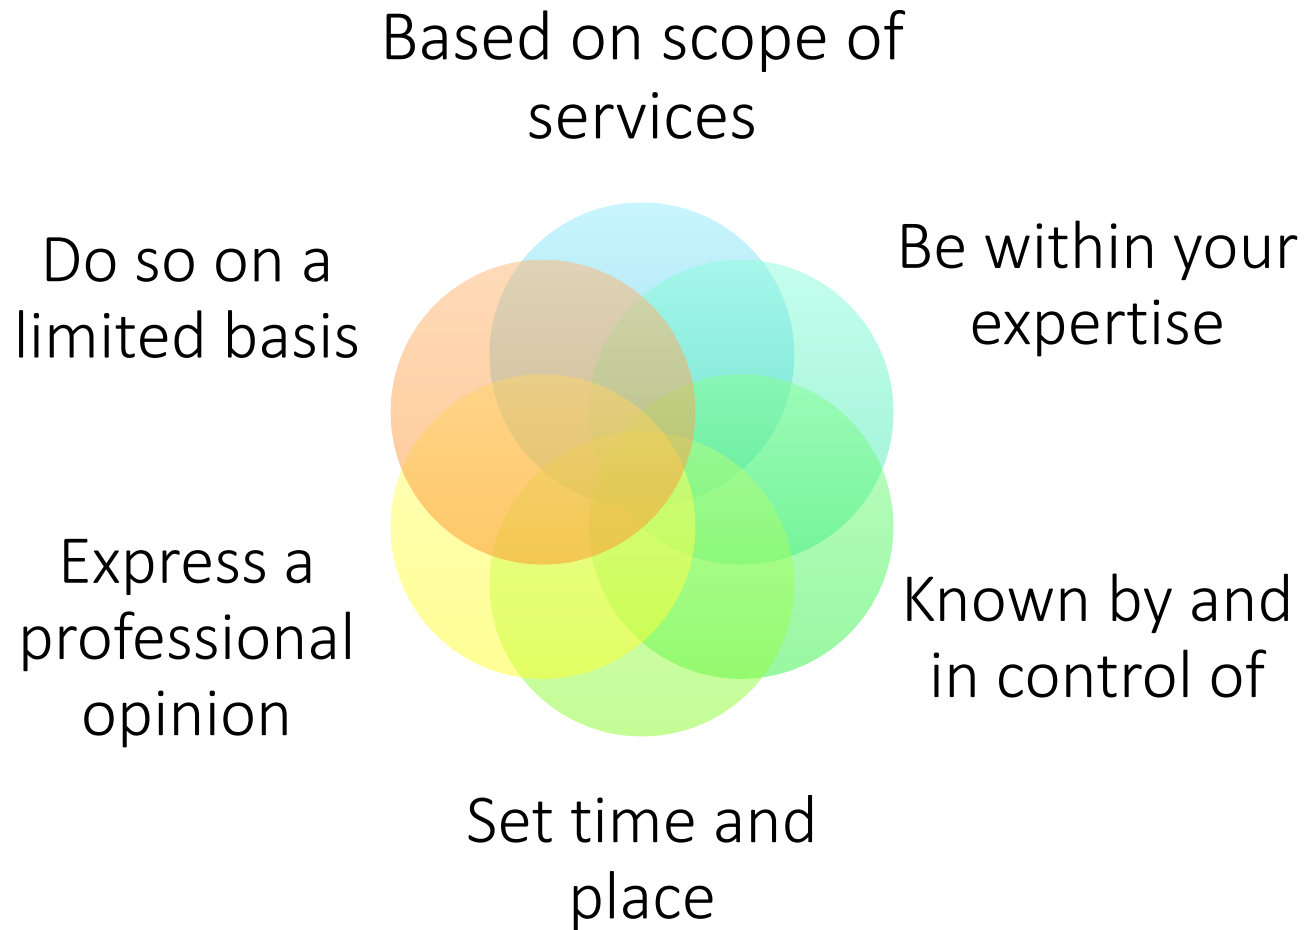 Based on scope of
services
Be within your
expertise
Known by and
in control of
Set time and
place
Express a
professional
opinion
Do so on a
limited basis